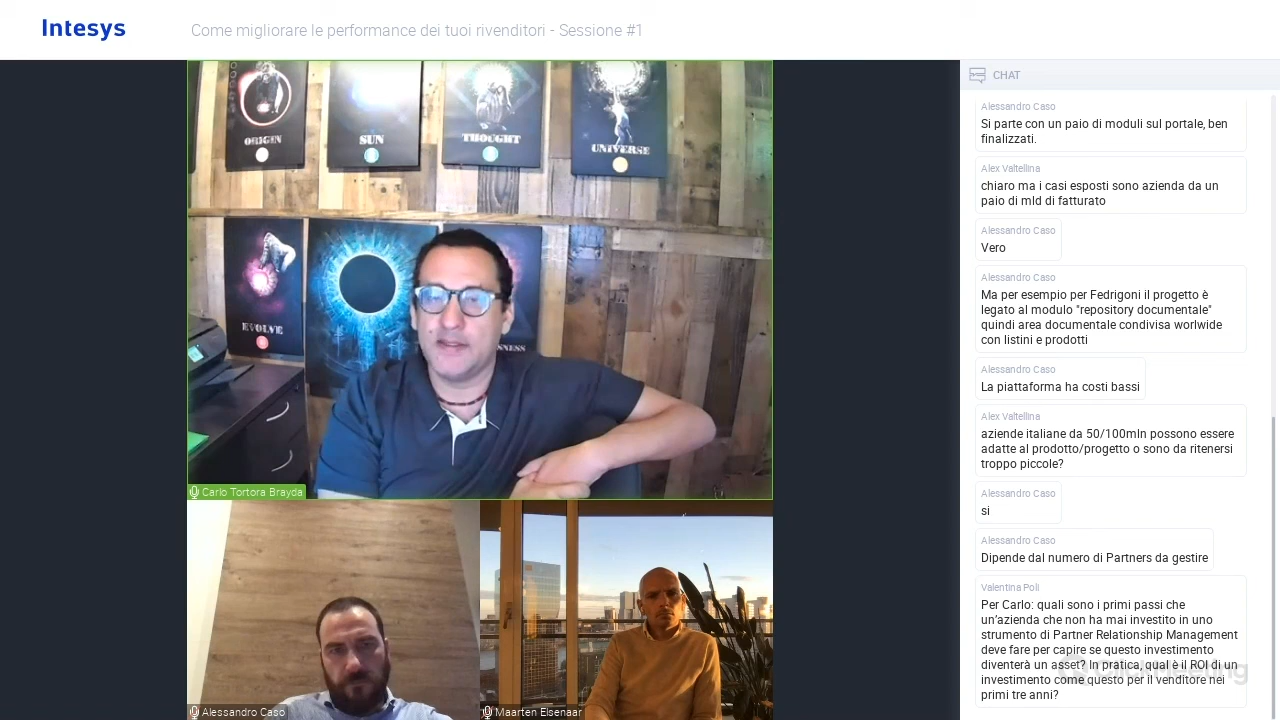 Intesys
Come migliorare le performance dei tuoi rivenditori - Sessione #1
ORIGIN
SUN
THOUGHT
UNIVERSE
EVOLVE
Carlo Tortora Brayda
Alessandro Caso
Maarten Eisenaar
CHAT
Alessandro Caso
Si parte con un paio di moduli sul portale, ben
finalizzati.
Alex Valtellina
chiaro ma i casi esposti sono azienda da un
paio di mld di fatturato
Alessandro Caso
Vero
Alessandro Caso
Ma per esempio per Fedrigoni il progetto è
legato al modulo "repository documentale"
quindi area documentale condivisa worlwide
con listini e prodotti
Alessandro Caso
La piattaforma ha costi bassi
Alex Valtellina
aziende italiane da 50/100mln possono essere
adatte al prodotto/progetto o sono da ritenersi
troppo piccole?
Alessandro Caso
si
Alessandro Caso
Dipende dal numero di Partners da gestire
Valentina Poli
Per Carlo: quali sono i primi passi che
un'azienda che non ha mai investito in uno
strumento di Partner Relationship Management
deve fare per capire se questo investimento
diventerà un asset? In pratica, qual è il ROI di un
investimento come questo per il venditore nei
primi tre anni?